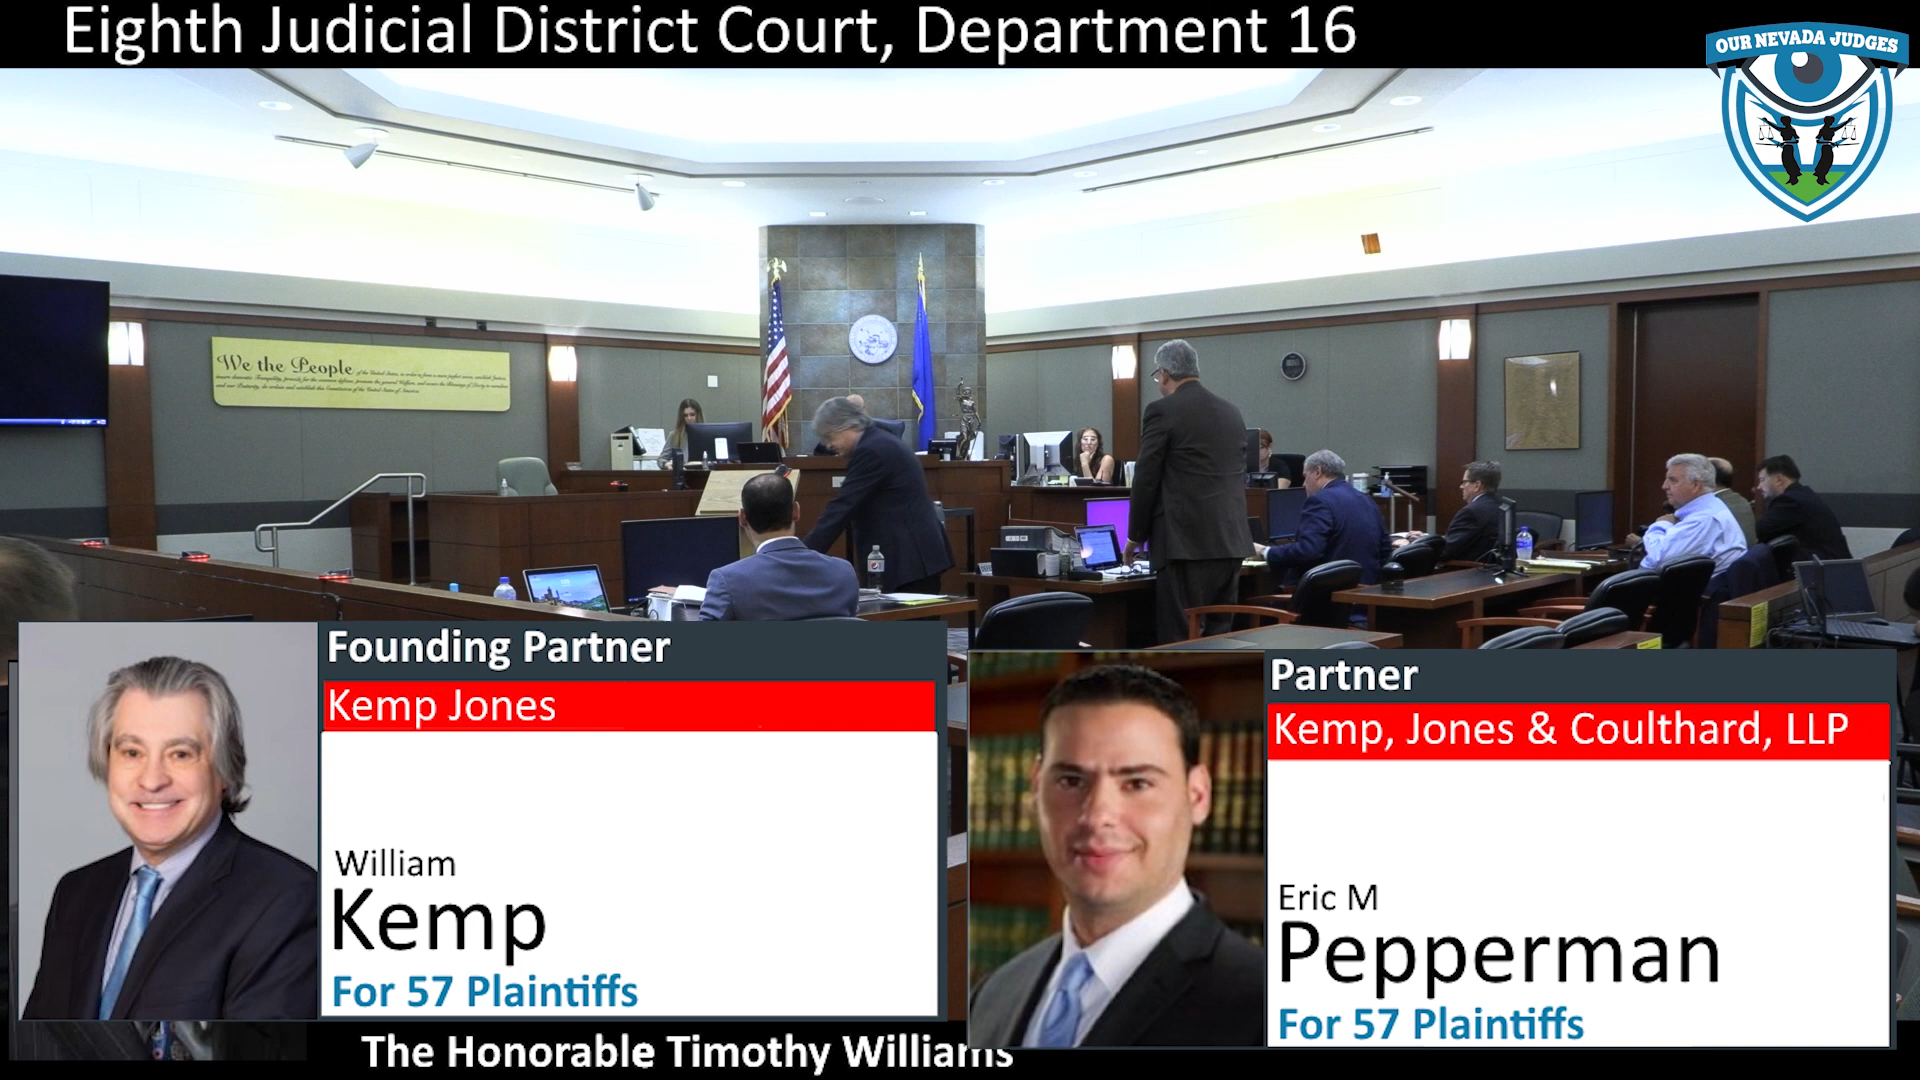 Eighth Judicial District Court, Department 16
OUR NEVADA JUDGES
We the People
Founding Partner
Kemp Jones
William
Kemp
For 57 Plaintiffs
Partner
Kemp, Jones & Coulthard, LLP
Eric M
Pepperman
For 57 Plaintiffs
The Honorable Timothy Williams